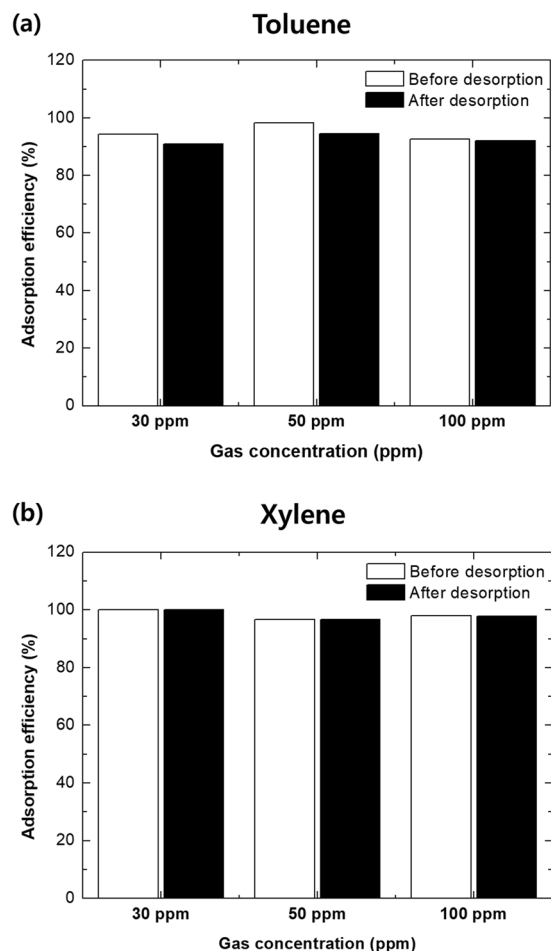 (a) Toluene
120
100
80
60
40
20
0
Adsorption efficiency (%)
Before desorption
After desorption
30 ppm 50 ppm 100 ppm
Gas concentration (ppm)
(b) Xylene
120
100
80
60
40
20
0
Adsorption efficiency (%)
Before desorption
After desorption
30 ppm 50 ppm 100 ppm
Gas concentration (ppm)